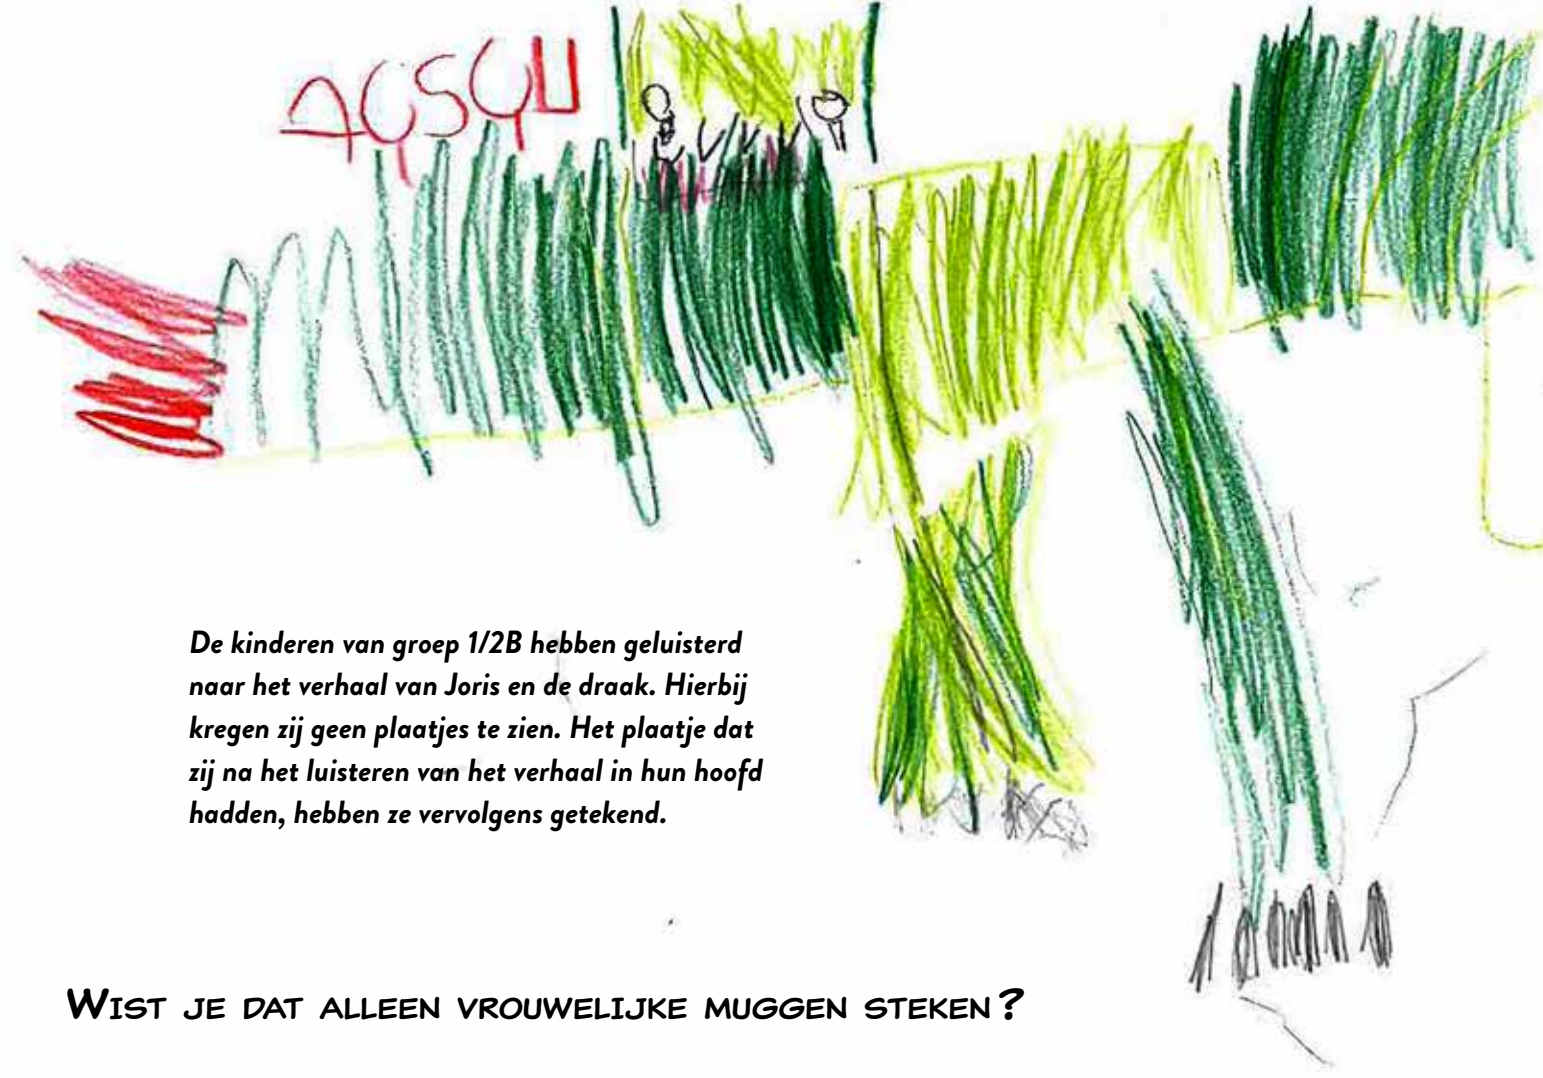 De kinderen van groep 1/2B hebben geluisterd
naar het verhaal van Joris en de draak. Hierbij
kregen zij geen plaatjes te zien. Het plaatje dat
zij na het luisteren van het verhaal in hun hoofd
hadden, hebben ze vervolgens getekend.
WIST JE DAT ALLEEN VROUWELIJKE MUGGEN STEKEN?